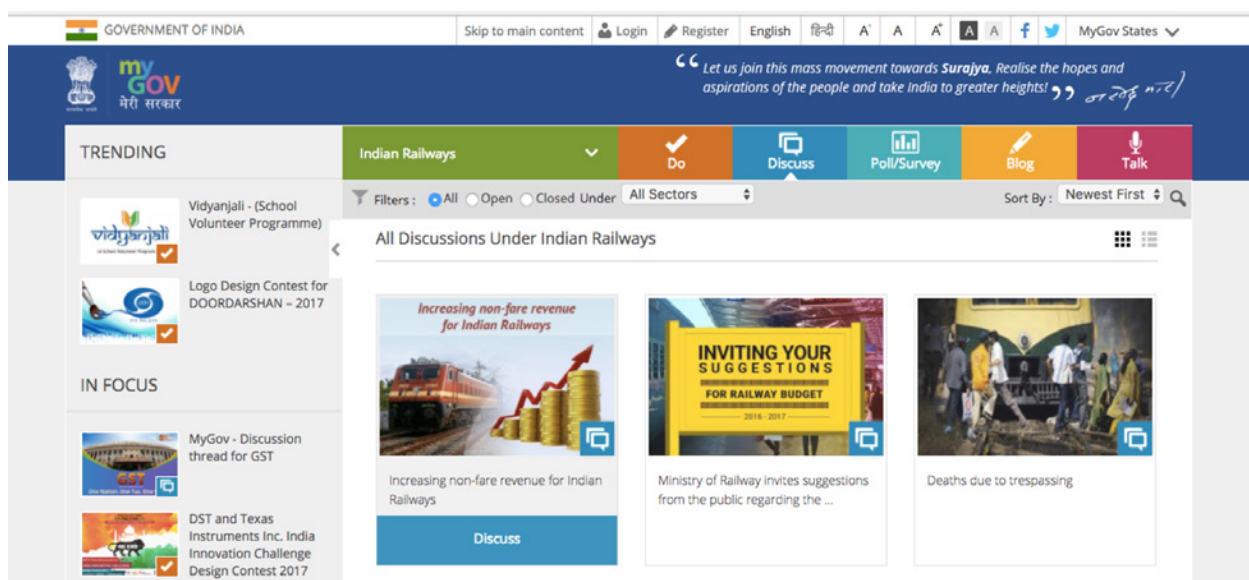 GOVERNMENT OF INDIA
Skip to main content
Login
Register
English
हिन्दी
A-
A
A+
A
A
MyGov States
my
GOV
मेरी सरकार
“ Let us join this mass movement towards Surajya, Realise the hopes and
aspirations of the people and take India to greater heights! ”
TRENDING
Vidyanjali - (School
Volunteer Programme)
vidyanjali
Logo Design Contest for
DOORDARSHAN – 2017
IN FOCUS
MyGov - Discussion
thread for GST
GST
DST and Texas
Instruments Inc. India
Innovation Challenge
Design Contest 2017
Indian Railways
Do
Discuss
Poll/Survey
Blog
Talk
Filters : All Open Closed Under All Sectors
Sort By : Newest First
All Discussions Under Indian Railways
Increasing non-fare revenue
for Indian Railways
Increasing non-fare revenue for Indian
Railways
Discuss
INVITING YOUR
SUGGESTIONS
FOR RAILWAY BUDGET
2016 - 2017
Ministry of Railway invites suggestions
from the public regarding the ...
Deaths due to trespassing